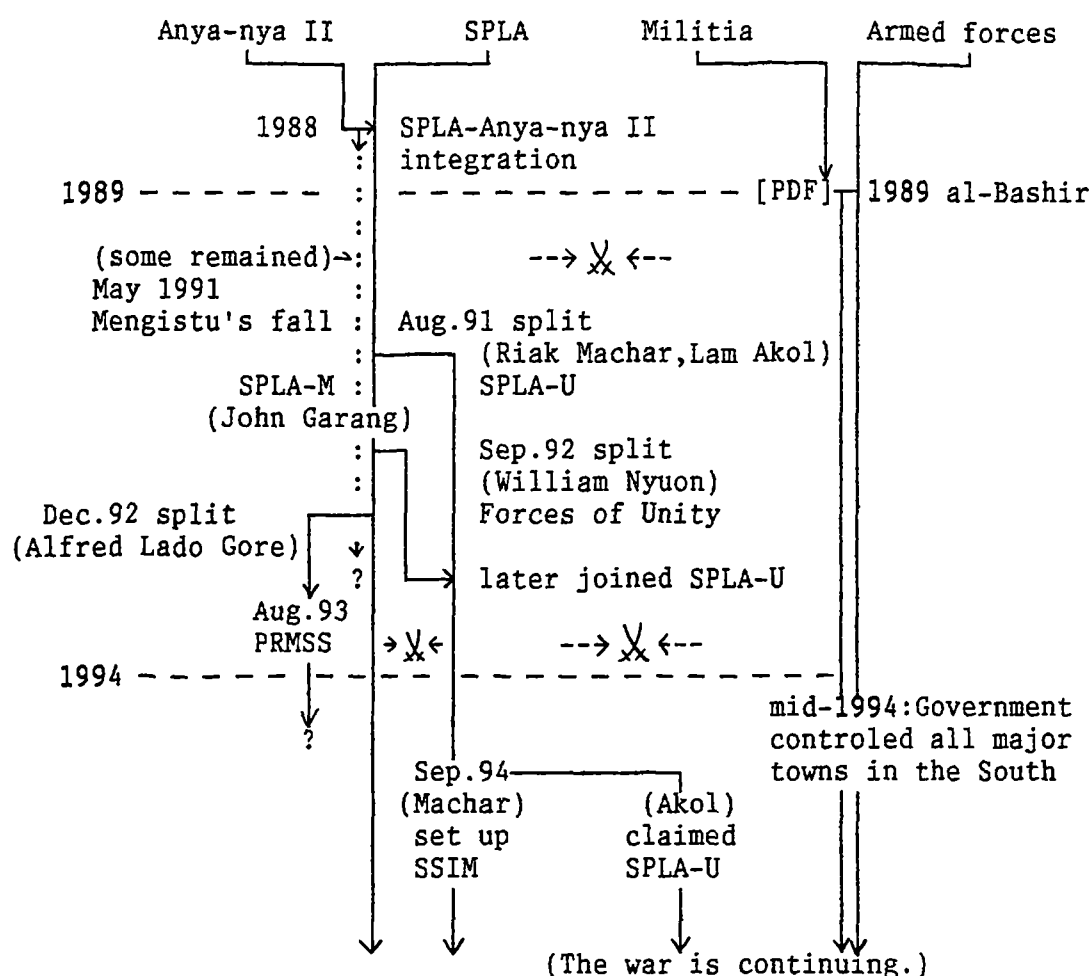 Anya-nya II SPLA Militia Armed forces
1988 SPLA-Anya-nya II
integration
1989 [PDF] 1989 al-Bashir
(some remained)
May 1991
Mengistu's fall Aug.91 split
(Riak Machar,Lam Akol)
SPLA-M SPLA-U
(John Garang)
Sep.92 split
(William Nyuon)
Dec.92 split Forces of Unity
(Alfred Lado Gore)
? later joined SPLA-U
Aug.93
PRMSS
1994
mid-1994:Government
? controled all major
towns in the South
Sep.94
(Machar) (Akol)
set up claimed
SSIM SPLA-U
(The war is continuing.)